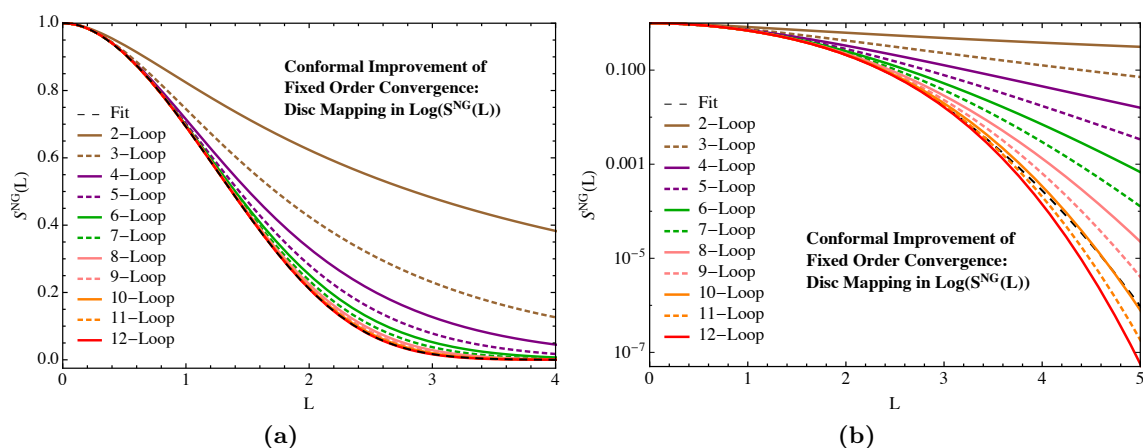 Conformal Improvement of
Fixed Order Convergence:
Disc Mapping in Log(S^NG(L))
Fit
2−Loop
3−Loop
4−Loop
5−Loop
6−Loop
7−Loop
8−Loop
9−Loop
10−Loop
11−Loop
12−Loop
S^NG(L)
1.0
0.8
0.6
0.4
0.2
0.0
0 1 2 3 4
L
(a)
Fit
2−Loop
3−Loop
4−Loop
5−Loop
6−Loop
7−Loop
8−Loop
9−Loop
10−Loop
11−Loop
12−Loop
Conformal Improvement of
Fixed Order Convergence:
Disc Mapping in Log(S^NG(L))
S^NG(L)
0.100
0.001
10^−5
10^−7
0 1 2 3 4 5
L
(b)